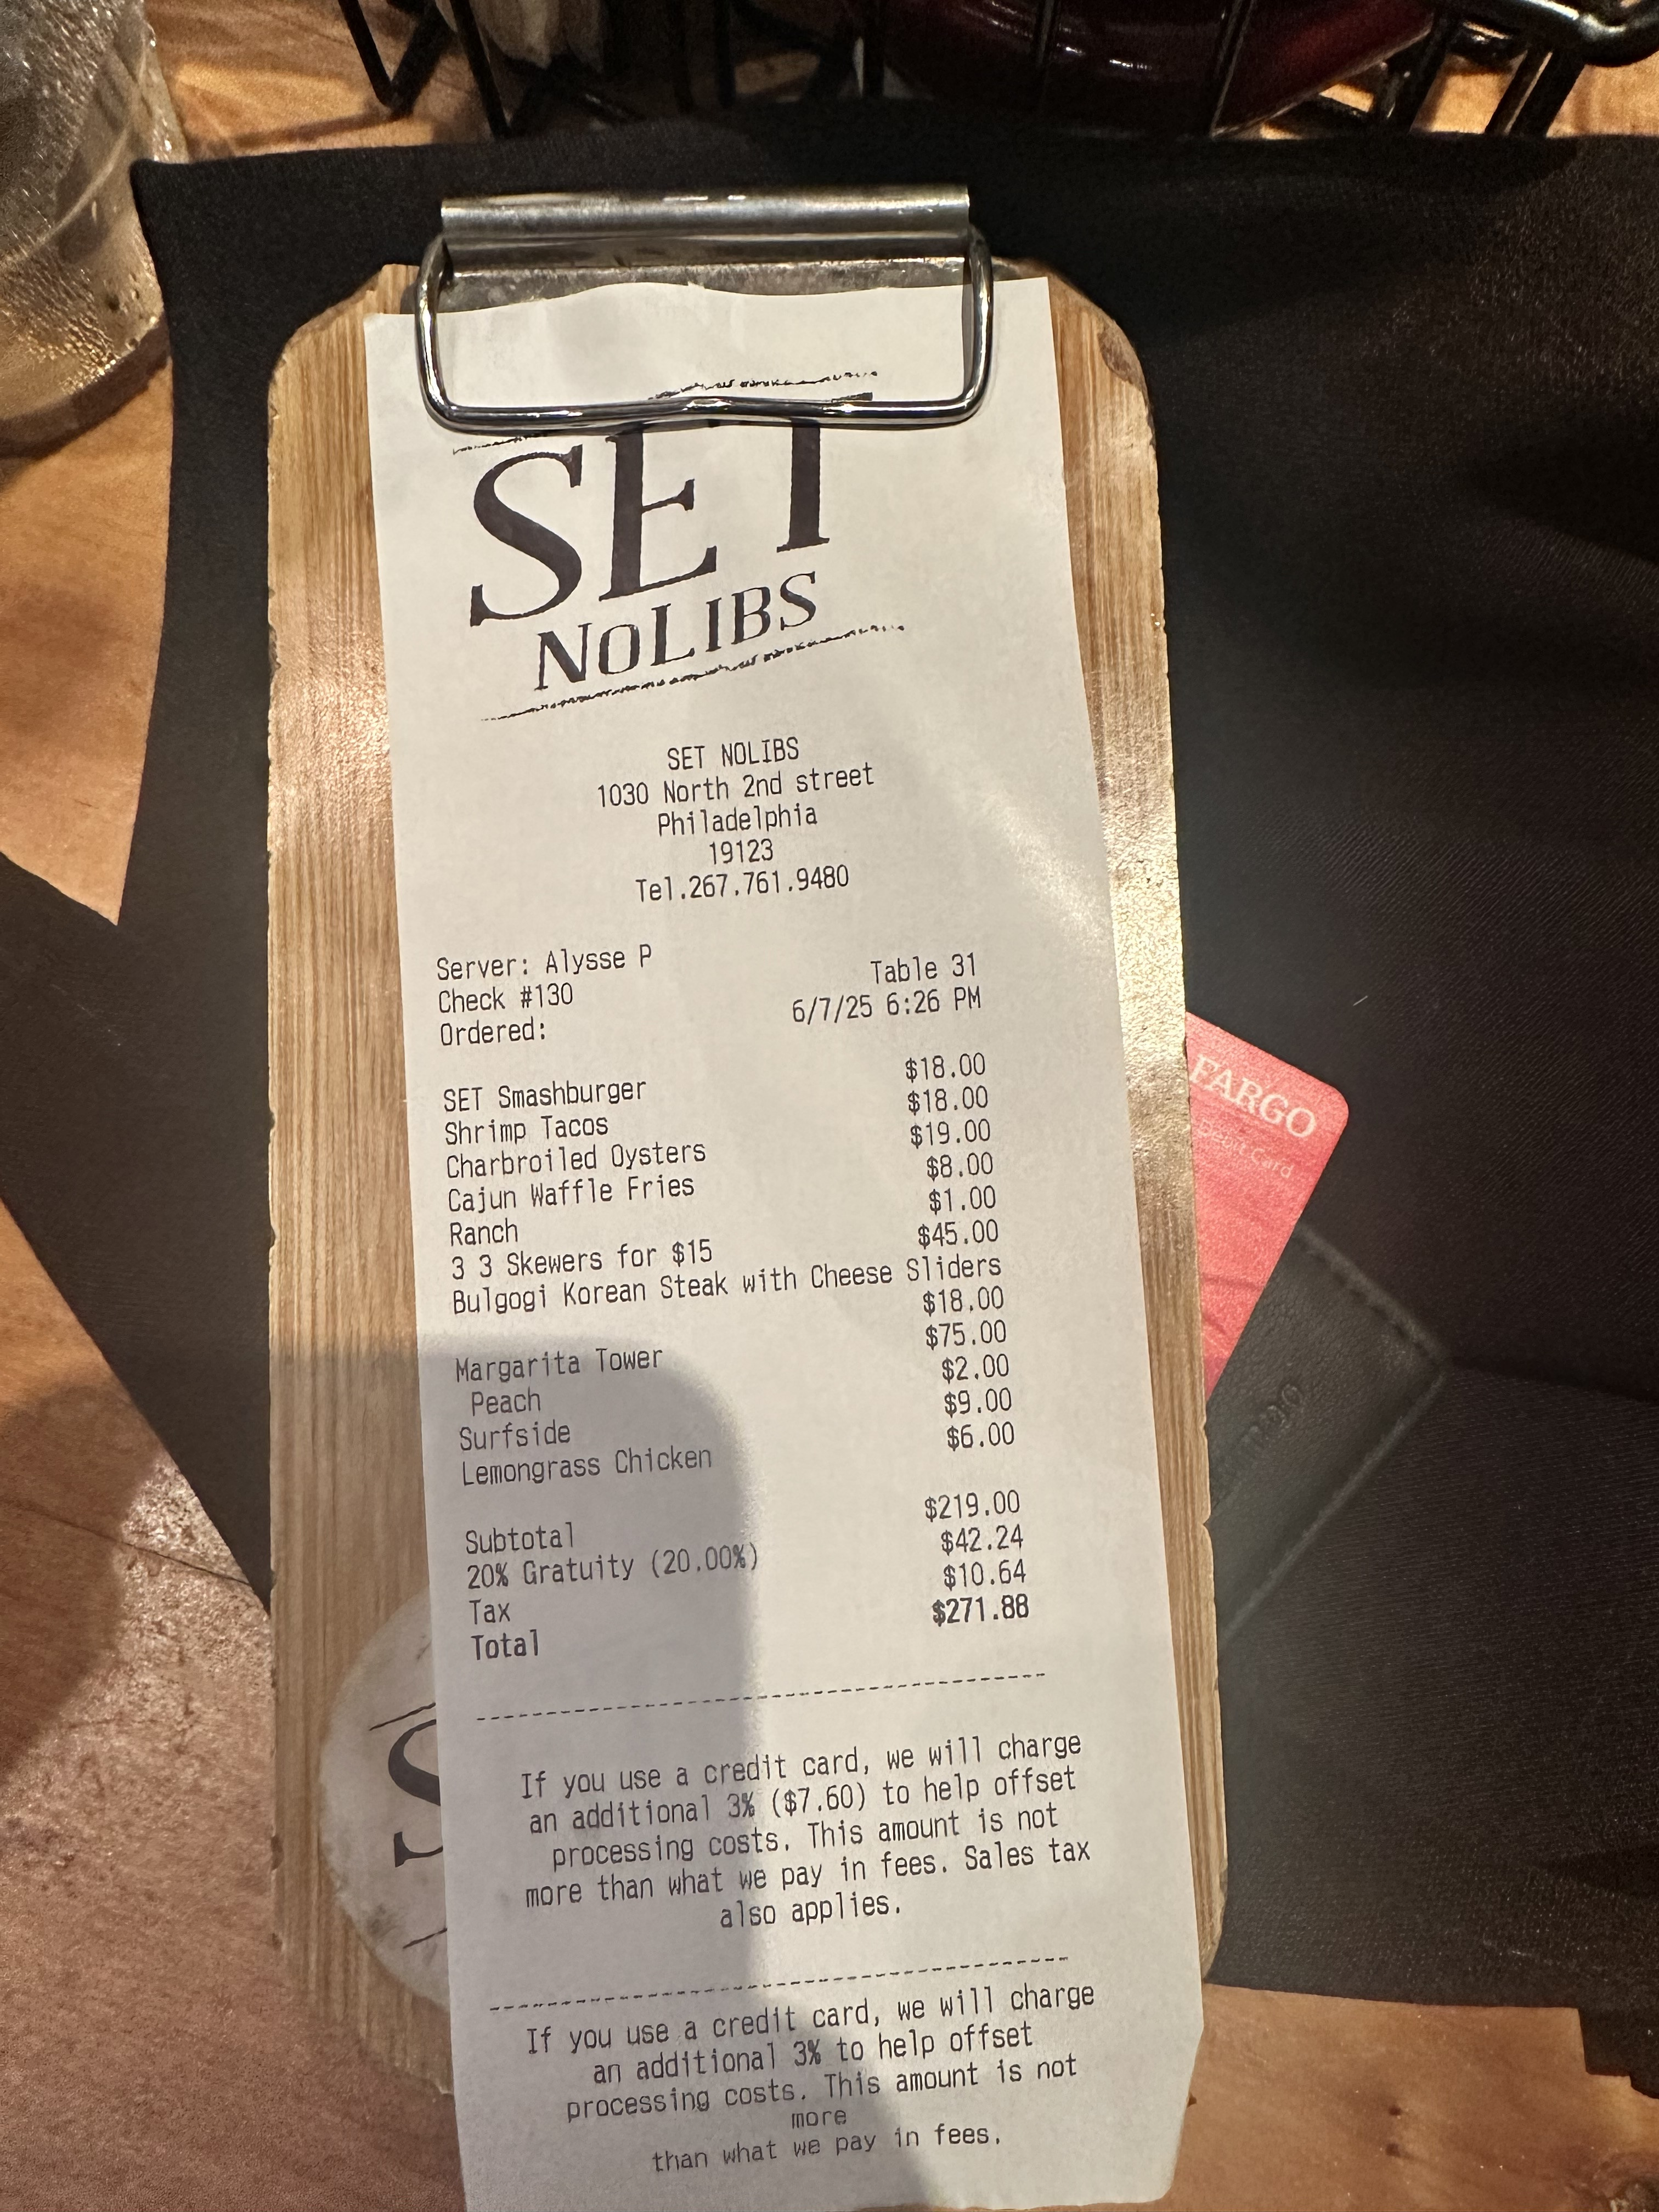 SET
NOLIBS
SET NOLIBS
1030 North 2nd street
Philadelphia
19123
Tel.267.761.9480
Server: Alysse P
Check #130 Table 31
Ordered: 6/7/25 6:26 PM
SET Smashburger $18.00
Shrimp Tacos $18.00
Charbroiled Oysters $19.00
Cajun Waffle Fries $8.00
Ranch $1.00
3 3 Skewers for $15 $45.00
Bulgogi Korean Steak with Cheese Sliders
$18.00
Margarita Tower $75.00
Peach $2.00
Surfside $9.00
Lemongrass Chicken $6.00
Subtotal $219.00
20% Gratuity (20.00%) $42.24
Tax $10.64
Total $271.88
If you use a credit card, we will charge
an additional 3% ($7.60) to help offset
processing costs. This amount is not
more than what we pay in fees. Sales tax
also applies.
If you use a credit card, we will charge
an additional 3% to help offset
processing costs. This amount is not
more
than what we pay in fees.
FARGO
Debit Card
S